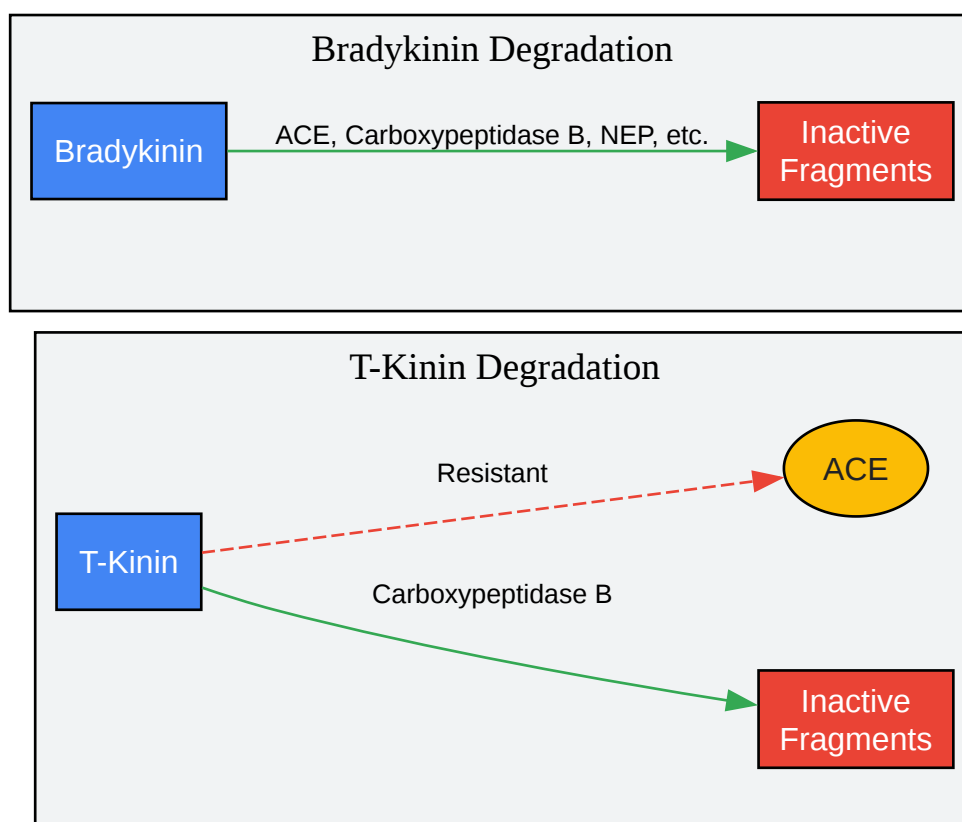 Bradykinin Degradation
Bradykinin
ACE, Carboxypeptidase B, NEP, etc.
Inactive
Fragments
T-Kinin Degradation
T-Kinin
Resistant
ACE
Carboxypeptidase B
Inactive
Fragments